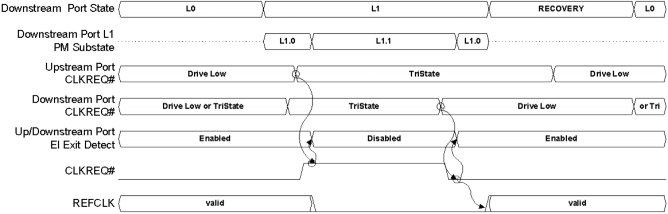 Downstream Port State L0 L1 RECOVERY L0
Downstream Port L1
PM Substate L1.0 L1.1 L1.0
Upstream Port
CLKREQ# Drive Low TriState Drive Low
Downstream Port
CLKREQ# Drive Low or TriState TriState Drive Low or Tri
Up/Downstream Port
EI Exit Detect Enabled Disabled Enabled
CLKREQ#
REFCLK valid valid